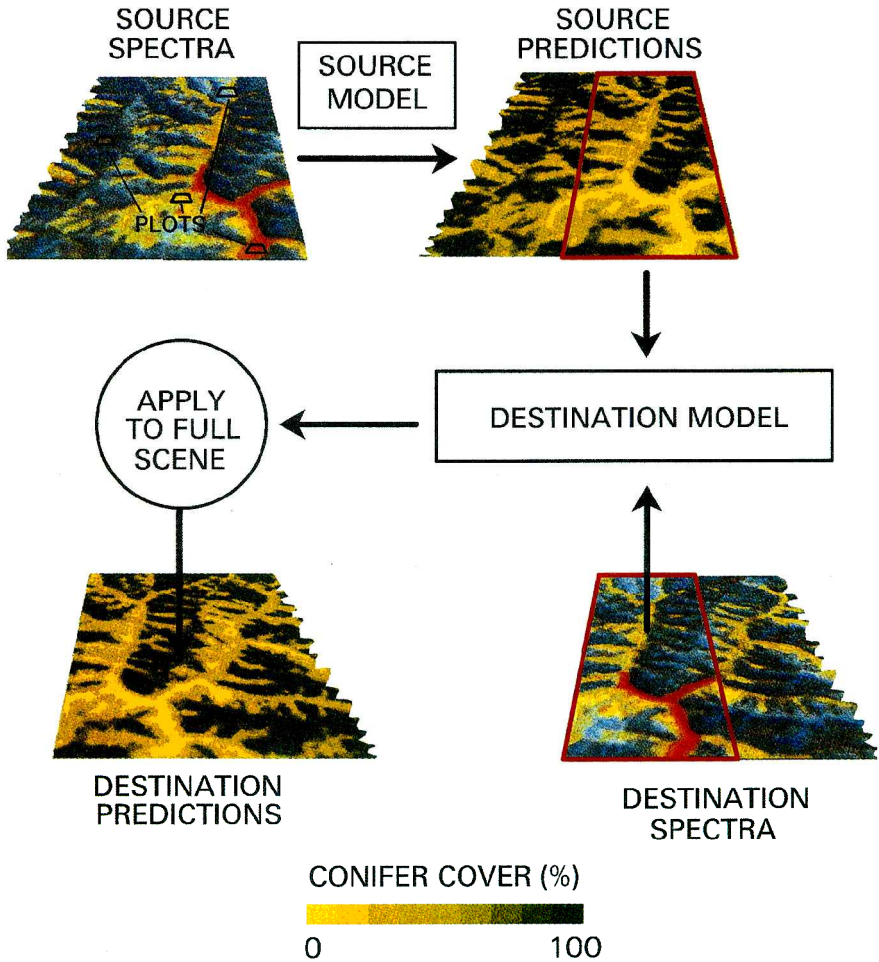 SOURCE
SPECTRA
SOURCE
MODEL
SOURCE
PREDICTIONS
PLOTS
APPLY
TO FULL
SCENE
DESTINATION MODEL
DESTINATION
PREDICTIONS
DESTINATION
SPECTRA
CONIFER COVER (%)
0
100